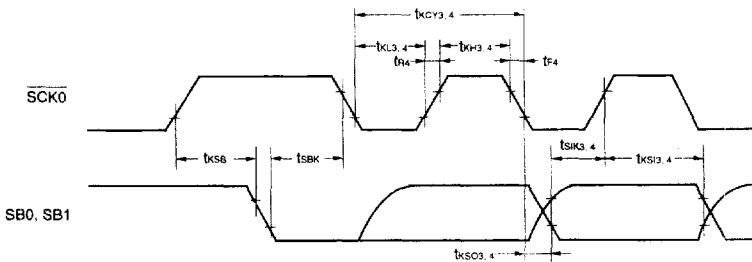 tKCY3, 4
tKL3, 4
tKH3, 4
tR4
tF4
SCK0
tKSB
tSBK
tSIK3, 4
tKSI3, 4
SB0, SB1
tKSO3, 4